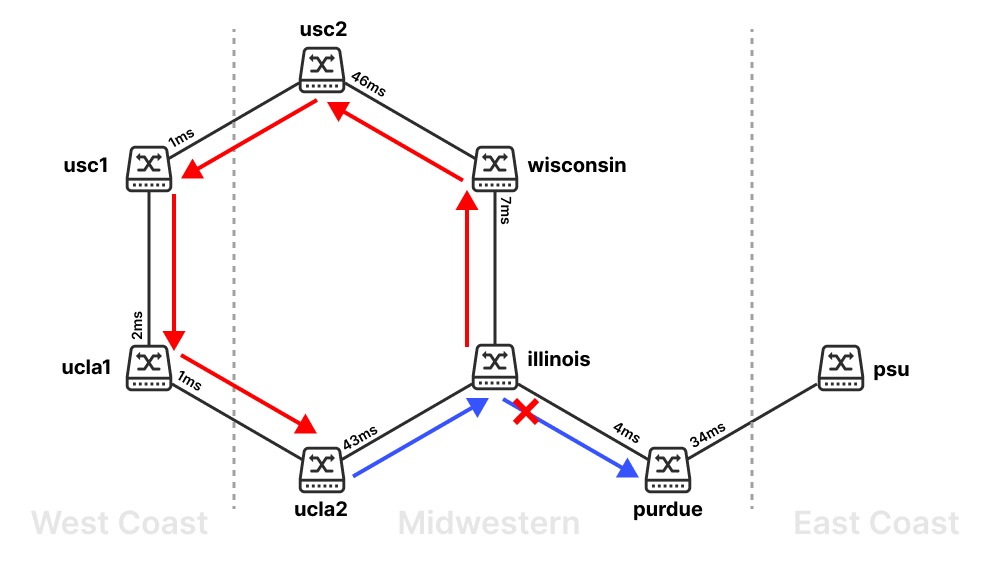 usc2
46ms
1ms
usc1
wisconsin
7ms
2ms
ucla1
1ms
illinois
psu
43ms
4ms
34ms
ucla2
purdue
West Coast
Midwestern
East Coast